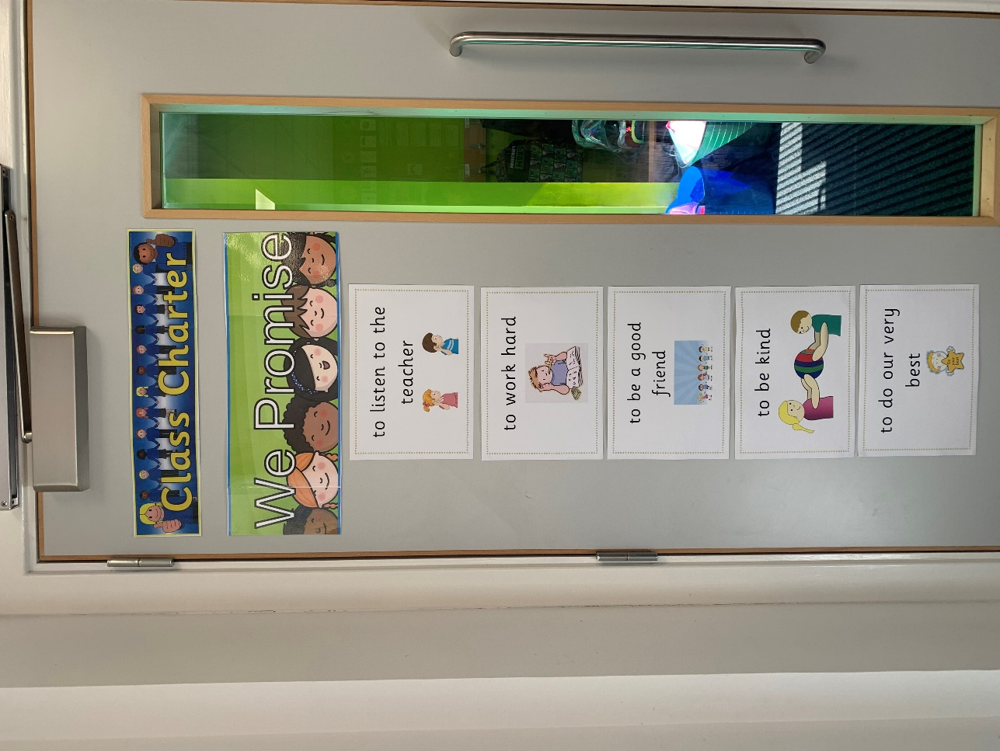 Class Charter
We Promise
to listen to the
teacher
to work hard
to be a good
friend
to be kind
to do our very
best
MINECRAFT